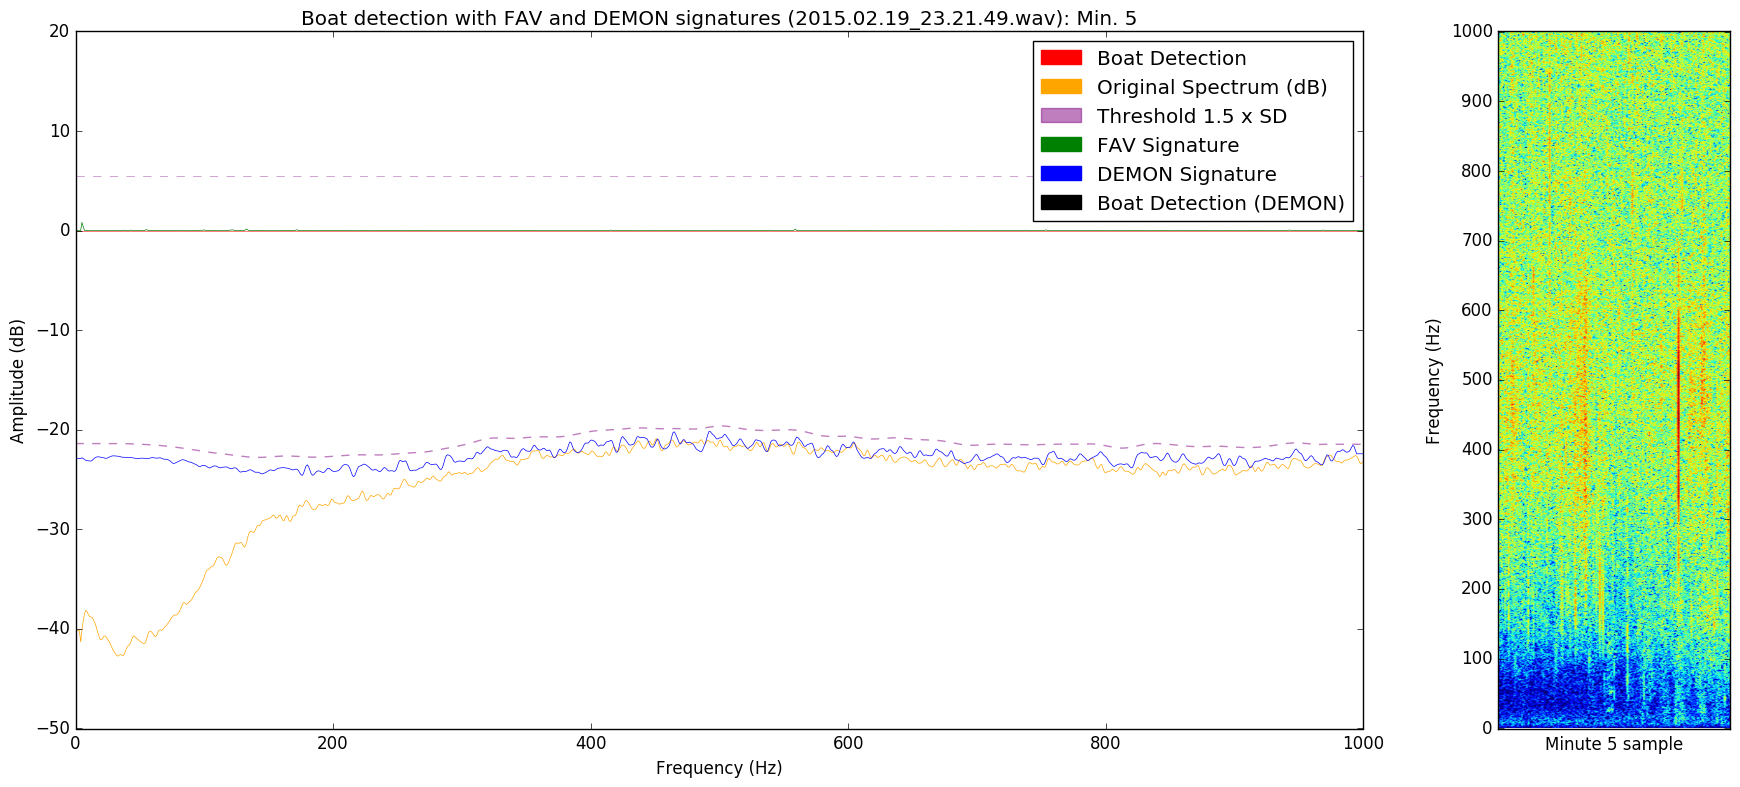 Boat detection with FAV and DEMON signatures (2015.02.19_23.21.49.wav): Min. 5
20
10
0
−10
−20
−30
−40
−50
Amplitude (dB)
Boat Detection
Original Spectrum (dB)
Threshold 1.5 x SD
FAV Signature
DEMON Signature
Boat Detection (DEMON)
0
200
400
600
800
1000
Frequency (Hz)
1000
900
800
700
600
500
400
300
200
100
0
Frequency (Hz)
Minute 5 sample